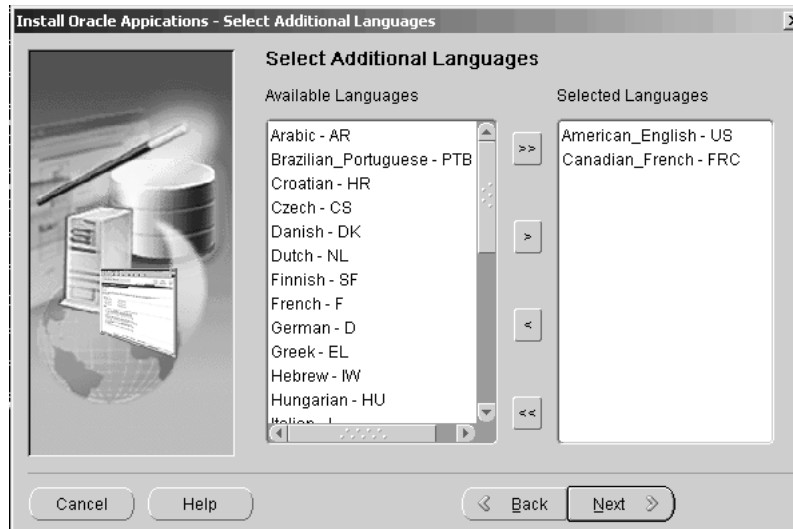 Install Oracle Appications - Select Additional Languages
Select Additional Languages
Available Languages
Selected Languages
Arabic - AR
Brazilian_Portuguese - PTB
Croatian - HR
Czech - CS
Danish - DK
Dutch - NL
Finnish - SF
French - F
German - D
Greek - EL
Hebrew - IW
Hungarian - HU
>>
>
<
<<
American_English - US
Canadian_French - FRC
Cancel
Help
Back
Next